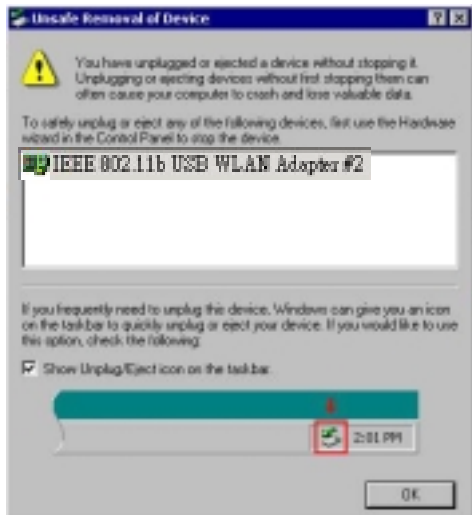 Unsafe Removal of Device
You have unplugged or ejected a device without stopping it.
Unplugging or ejecting devices without first stopping them can
often cause your computer to crash and lose valuable data.
To safely unplug or eject any of the following devices, first use the Hardware
wizard in the Control Panel to stop the device.
IEEE 802.11b USB WLAN Adapter #2
If you frequently need to unplug this device, Windows can give you an icon
on the taskbar to quickly unplug or eject your device. If you would like to use
this option, check the following:
Show Unplug/Eject icon on the taskbar.
2:01 PM
OK